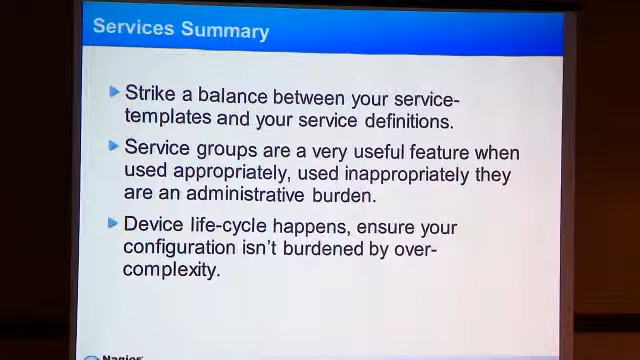 Services Summary
Strike a balance between your service-
templates and your service definitions.
Service groups are a very useful feature when
used appropriately, used inappropriately they
are an administrative burden.
Device life-cycle happens, ensure your
configuration isn't burdened by over-
complexity.
Nagios